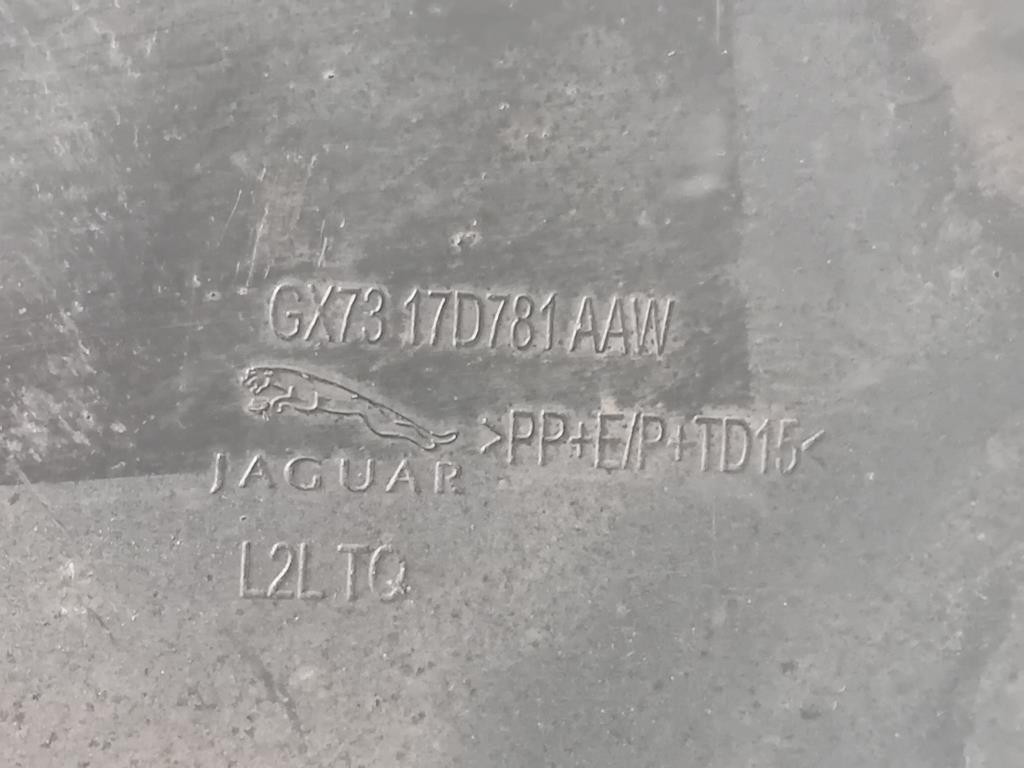 GX73 17D781 AAW
>PP+E/P+TD15<
JAGUAR
L2L TQ